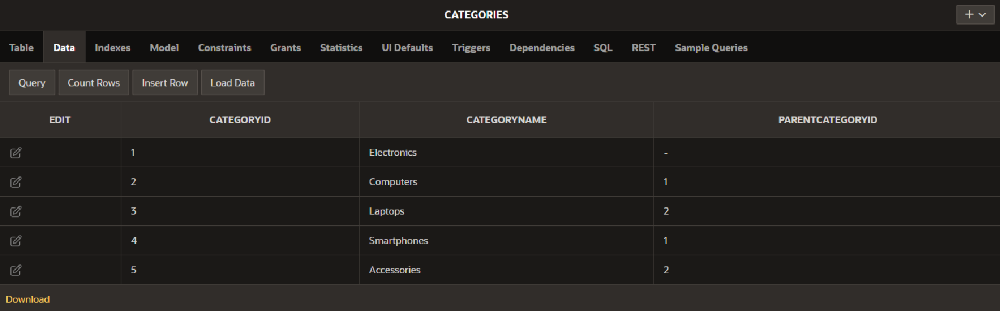 CATEGORIES
Table Data Indexes Model Constraints Grants Statistics UI Defaults Triggers Dependencies SQL REST Sample Queries
Query Count Rows Insert Row Load Data
EDIT CATEGORYID CATEGORYNAME PARENTCATEGORYID
1 Electronics -
2 Computers 1
3 Laptops 2
4 Smartphones 1
5 Accessories 2
Download